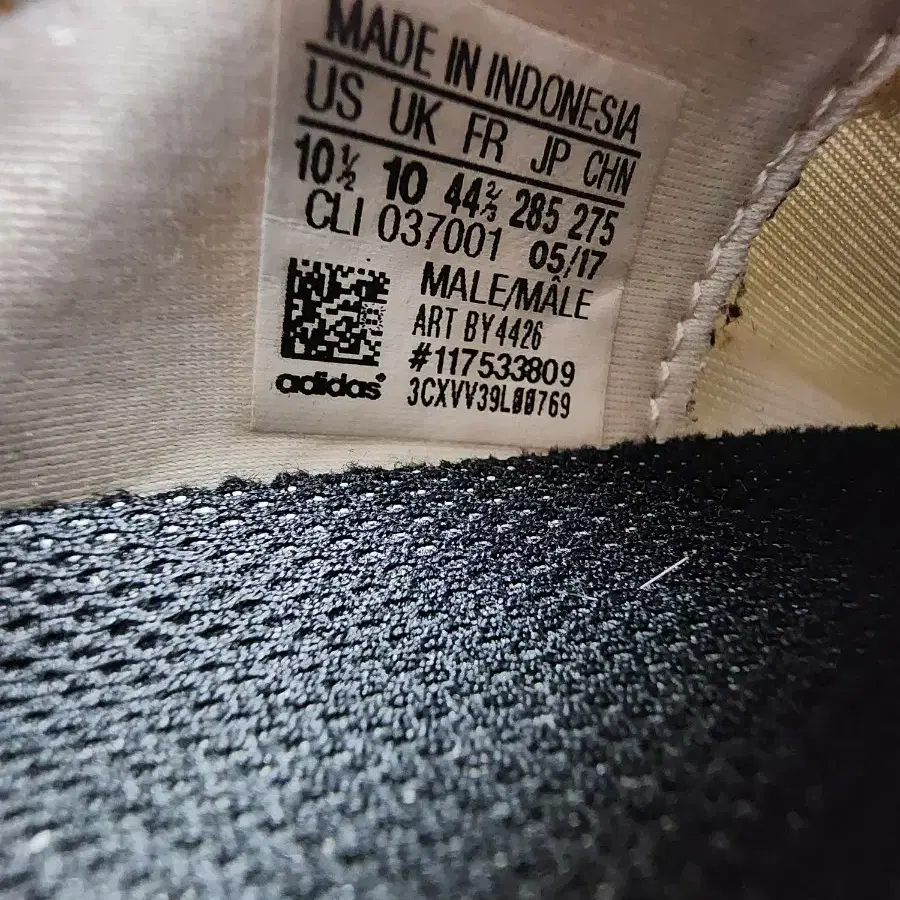 MADE IN INDONESIA
US UK FR JP CHN
10½ 10 44⅔ 285 275
CLI 037001 05/17
MALE/MÂLE
ART BY4426
#117533809
adidas®